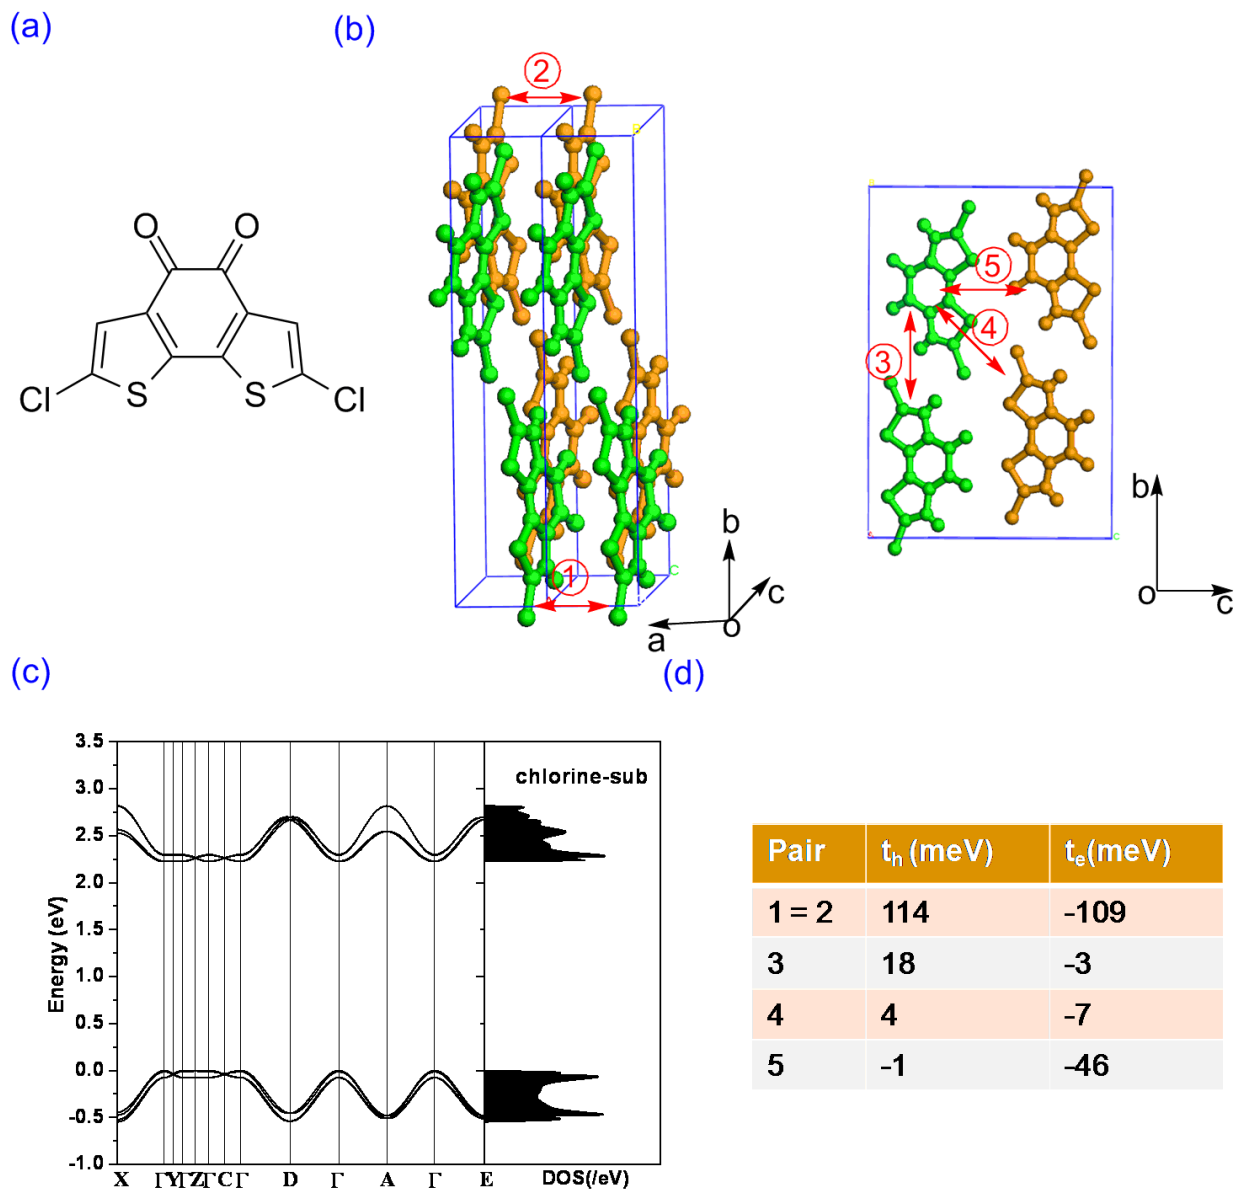 (a)
(b)
O O
S S
Cl Cl
②
B
C
①
b
c
a
o
⑤
④
③
c
b
o
c
(c)
(d)
3.5
3.0
2.5
2.0
1.5
1.0
0.5
0.0
-0.5
-1.0
Energy (eV)
chlorine-sub
X Γ Y Γ Z Γ C Γ D Γ A Γ E DOS(/eV)
Pair th (meV) te(meV)
1 = 2 114 -109
3 18 -3
4 4 -7
5 -1 -46